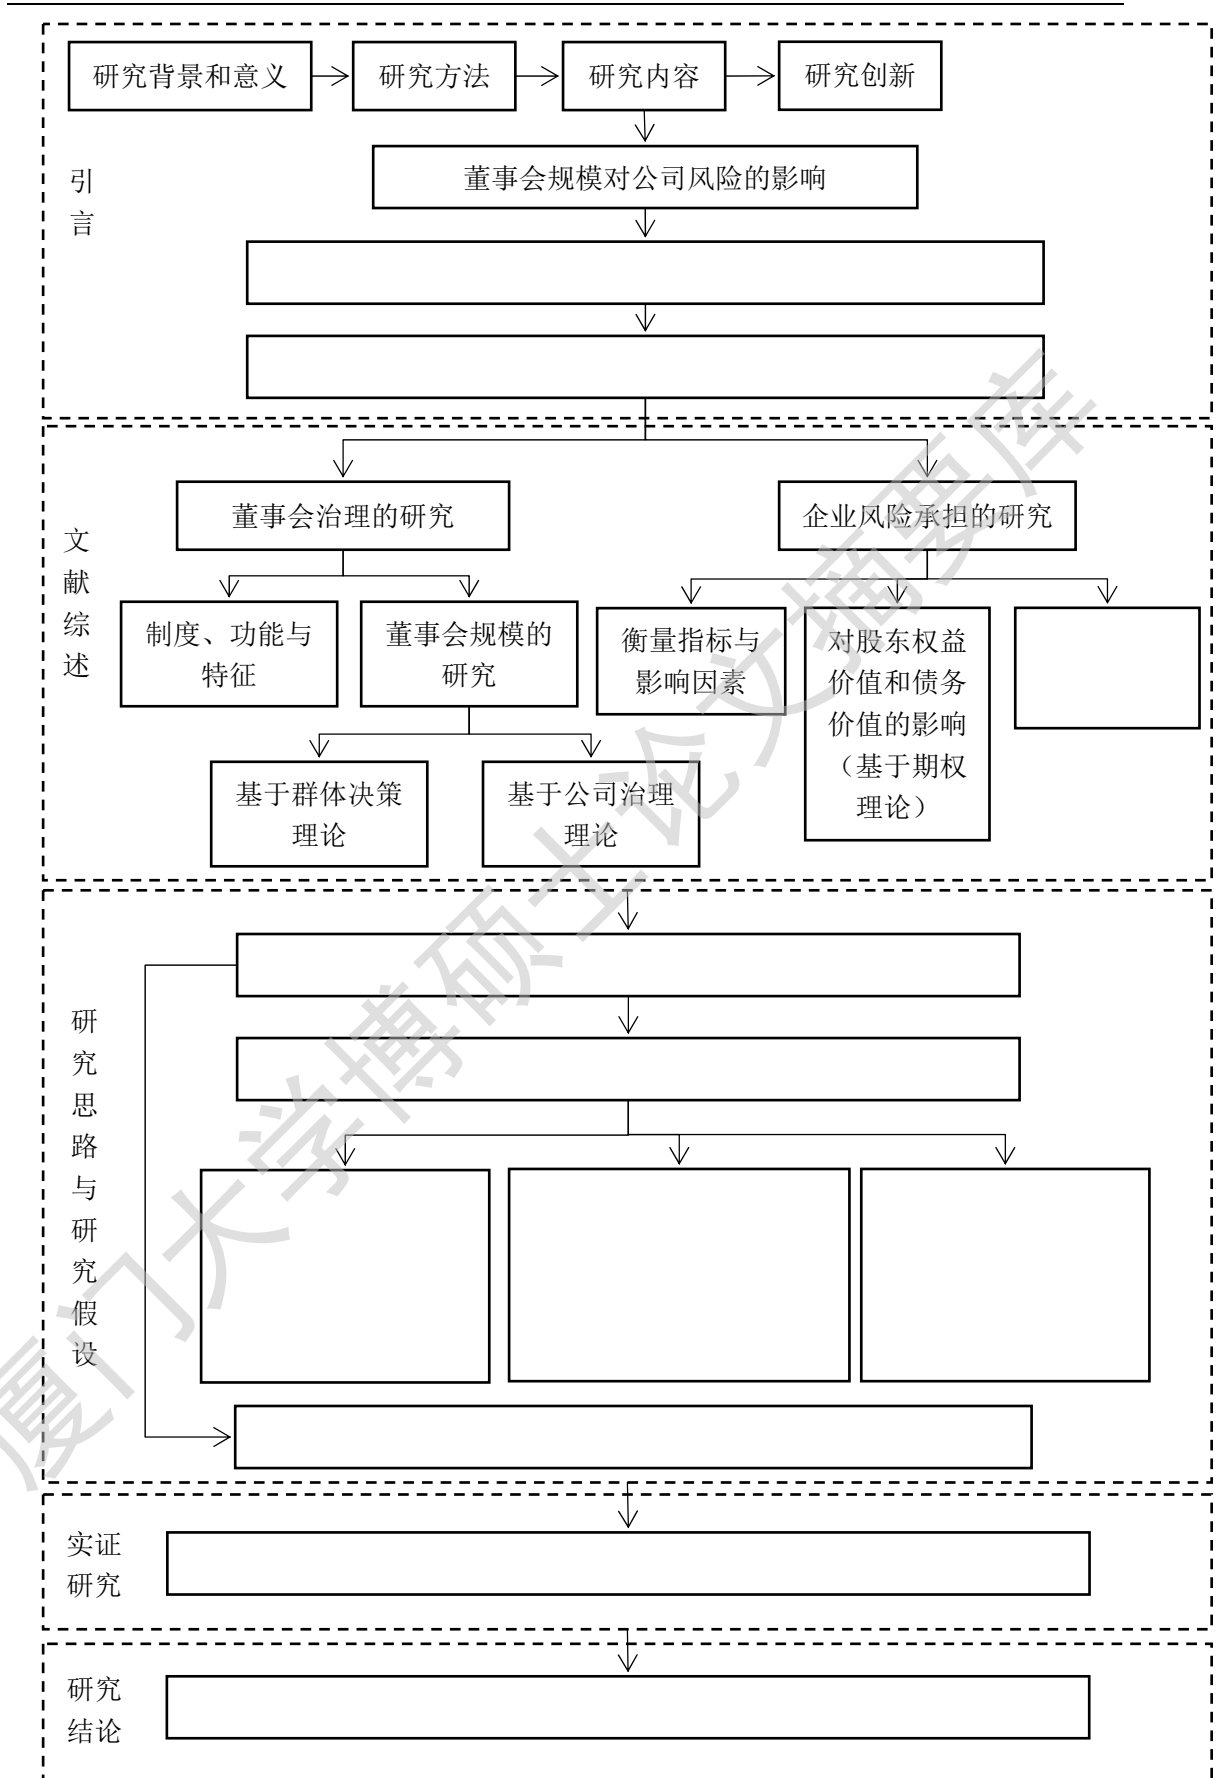 研究背景和意义
研究方法
研究内容
研究创新
董事会规模对公司风险的影响
引
言
董事会治理的研究
企业风险承担的研究
文
献
综
述
制度、功能与
特征
董事会规模的
研究
衡量指标与
影响因素
对股东权益
价值和债务
价值的影响
（基于期权
理论）
基于群体决策
理论
基于公司治理
理论
研
究
思
路
与
研
究
假
设
实证
研究
研究
结论
厦门大学博硕士论文摘要库